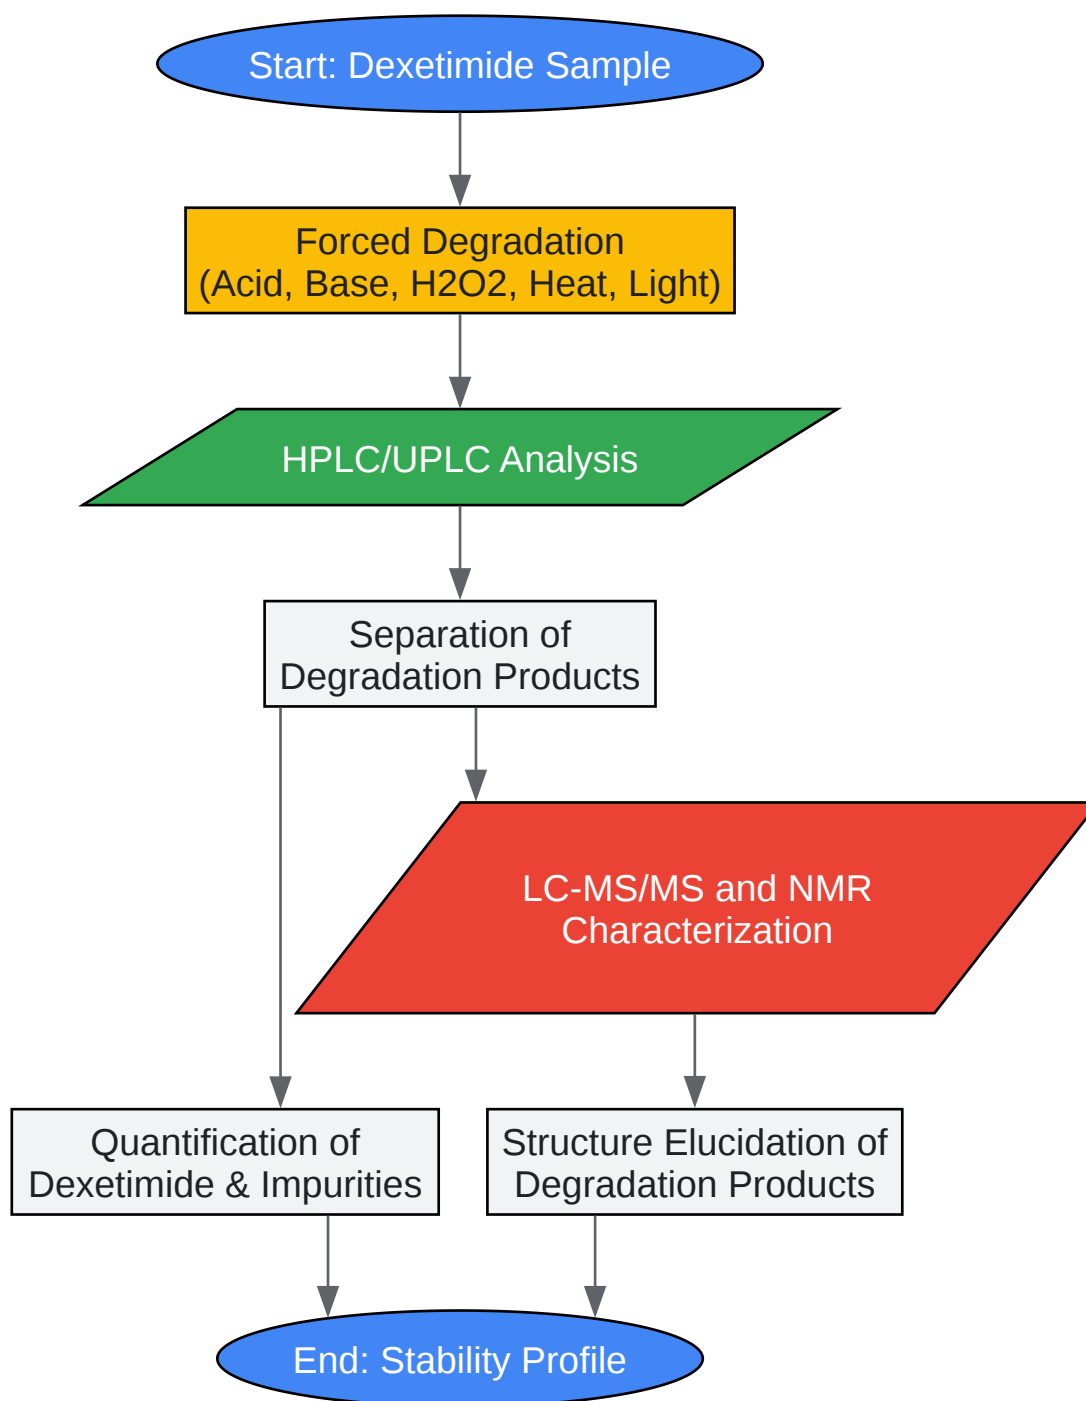 Start: Dexetimide Sample
Forced Degradation
(Acid, Base, H2O2, Heat, Light)
HPLC/UPLC Analysis
Separation of
Degradation Products
LC-MS/MS and NMR
Characterization
Quantification of
Dexetimide & Impurities
Structure Elucidation of
Degradation Products
End: Stability Profile